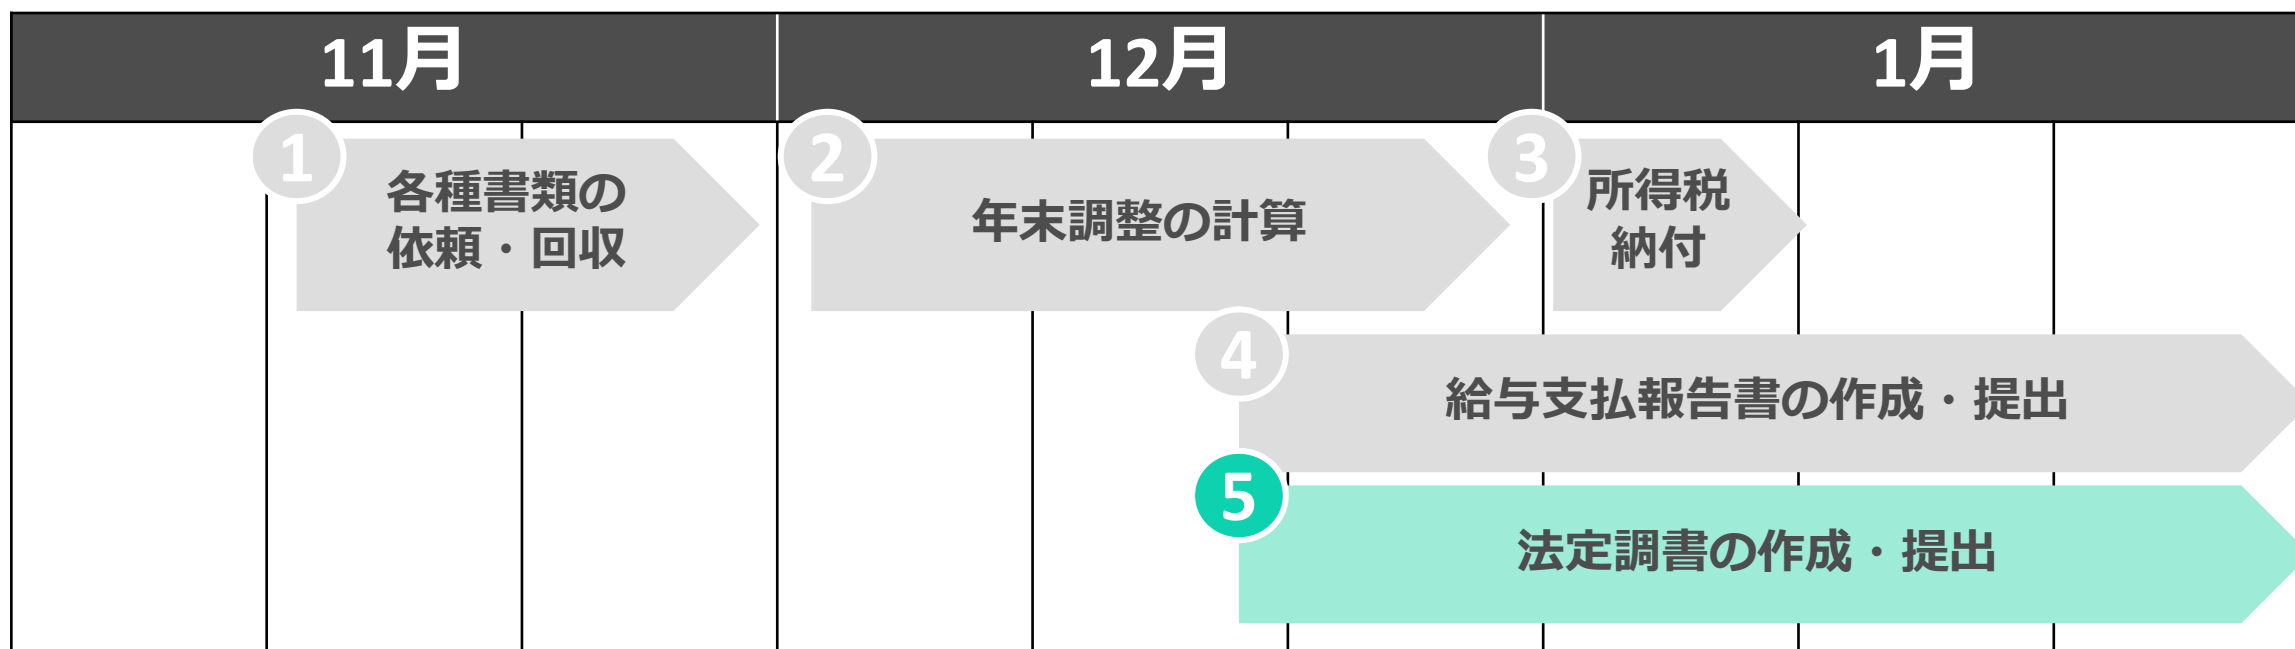 11月
12月
1月
1
各種書類の
依頼・回収
2
年末調整の計算
3
所得税
納付
4
給与支払報告書の作成・提出
5
法定調書の作成・提出